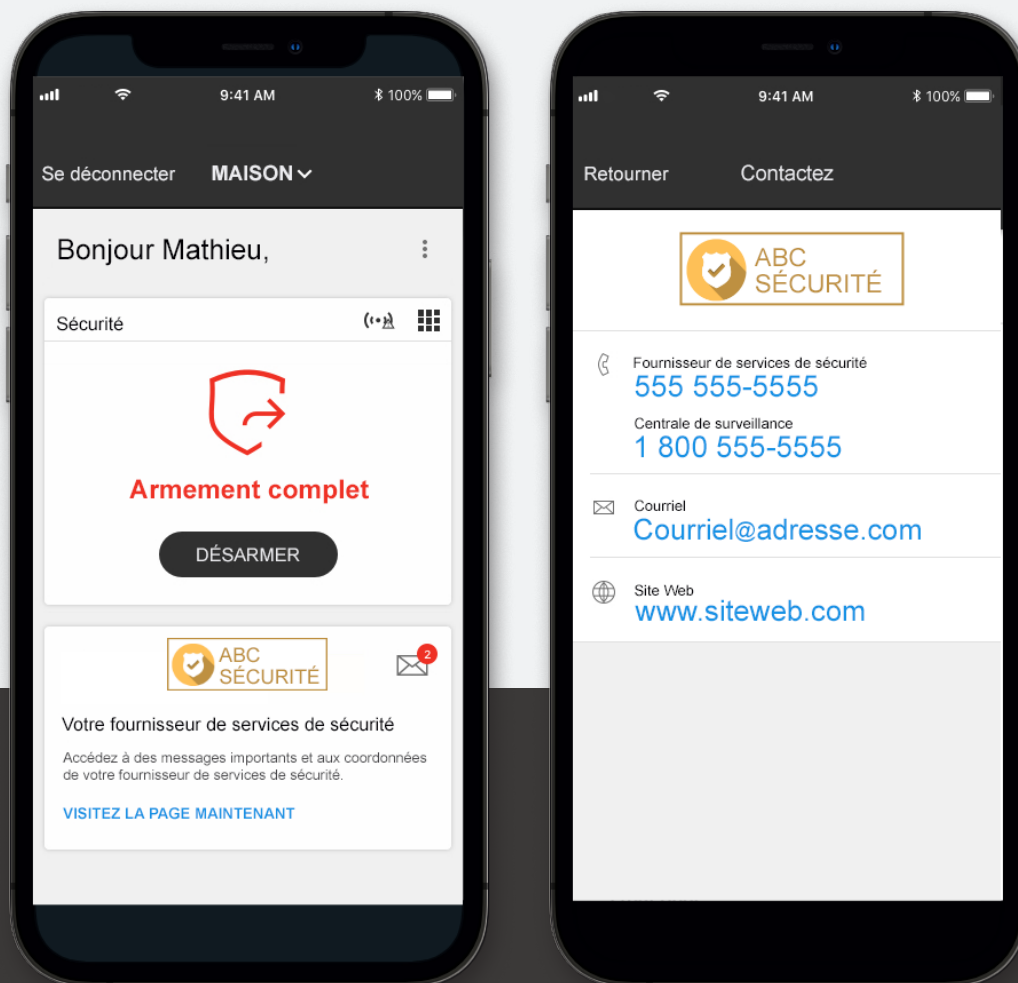 9:41 AM
100%
Se déconnecter
MAISON
Bonjour Mathieu,
Sécurité
Armement complet
DÉSARMER
ABC
SÉCURITÉ
2
Votre fournisseur de services de sécurité
Accédez à des messages importants et aux coordonnées
de votre fournisseur de services de sécurité.
VISITEZ LA PAGE MAINTENANT
9:41 AM
100%
Retourner
Contactez
ABC
SÉCURITÉ
Fournisseur de services de sécurité
555 555-5555
Centrale de surveillance
1 800 555-5555
Courriel
Courriel@adresse.com
Site Web
www.siteweb.com